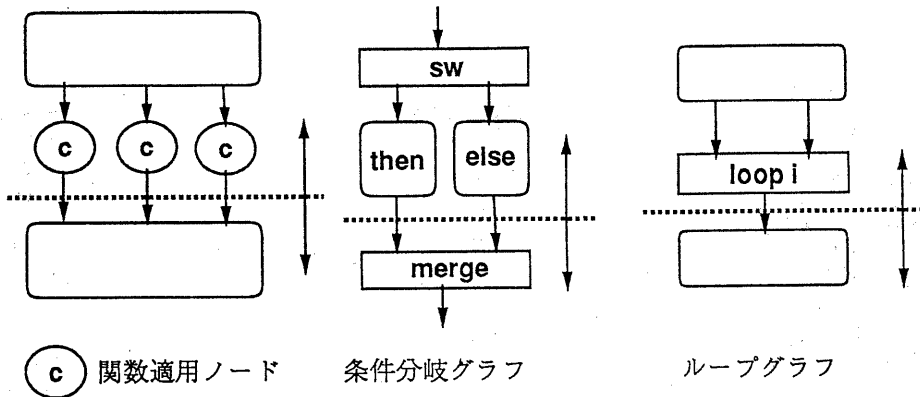 sw
c c c
then else
loop i
merge
c 関数適用ノード
条件分岐グラフ
ループグラフ